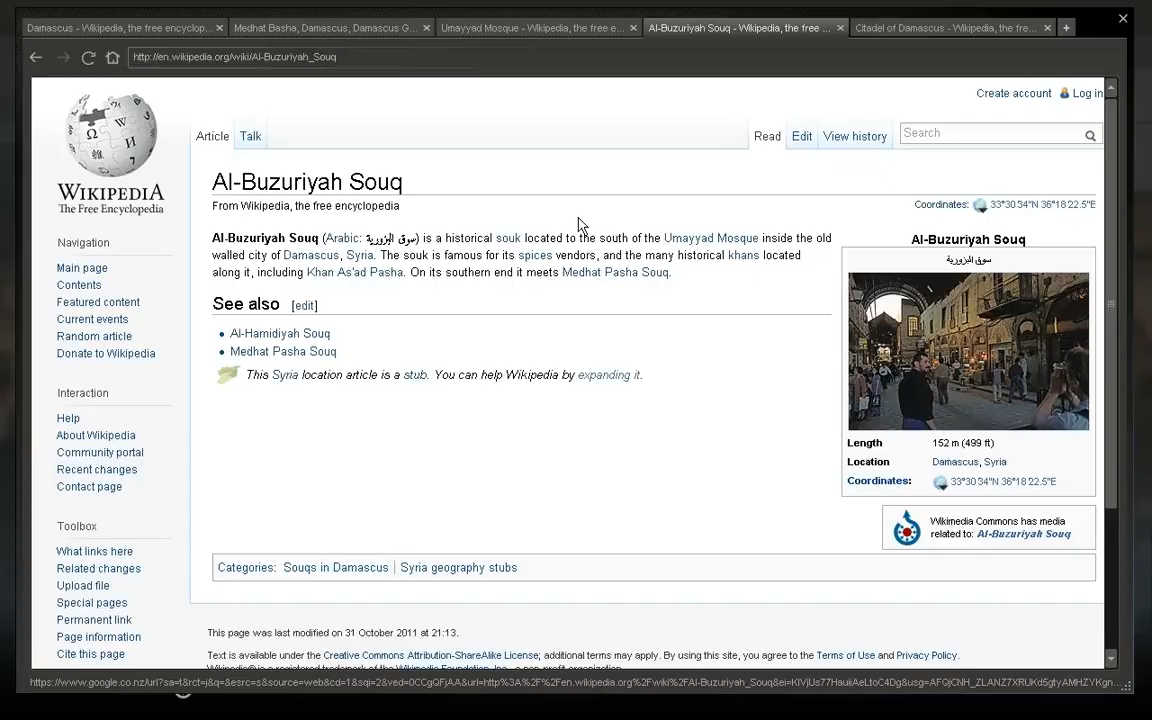 Damascus - Wikipedia, the free encyclop... ×
Medhat Basha, Damascus, Damascus G... ×
Umayyad Mosque - Wikipedia, the free e... ×
Al-Buzuriyah Souq - Wikipedia, the free ... ×
Citadel of Damascus - Wikipedia, the fre... ×
http://en.wikipedia.org/wiki/Al-Buzuriyah_Souq
Create account Log in
Article Talk Read Edit View history Search
WIKIPEDIA
The Free Encyclopedia
Navigation
Main page
Contents
Featured content
Current events
Random article
Donate to Wikipedia
Interaction
Help
About Wikipedia
Community portal
Recent changes
Contact page
Toolbox
What links here
Related changes
Upload file
Special pages
Permanent link
Page information
Cite this page
Al-Buzuriyah Souq
From Wikipedia, the free encyclopedia
Coordinates: 33°30′34″N 36°18′22.5″E
Al-Buzuriyah Souq (Arabic: سوق البزورية) is a historical souk located to the south of the Umayyad Mosque inside the old
walled city of Damascus, Syria. The souk is famous for its spices vendors, and the many historical khans located
along it, including Khan As'ad Pasha. On its southern end it meets Medhat Pasha Souq.
See also [edit]
• Al-Hamidiyah Souq
• Medhat Pasha Souq
This Syria location article is a stub. You can help Wikipedia by expanding it.
Al-Buzuriyah Souq
سوق البزورية
Length 152 m (499 ft)
Location Damascus, Syria
Coordinates: 33°30′34″N 36°18′22.5″E
Wikimedia Commons has media
related to: Al-Buzuriyah Souq
Categories: Souqs in Damascus | Syria geography stubs
This page was last modified on 31 October 2011 at 21:13.
Text is available under the Creative Commons Attribution-ShareAlike License; additional terms may apply. By using this site, you agree to the Terms of Use and Privacy Policy.
Wikipedia® is a registered trademark of the Wikimedia Foundation, Inc., a non-profit organization.